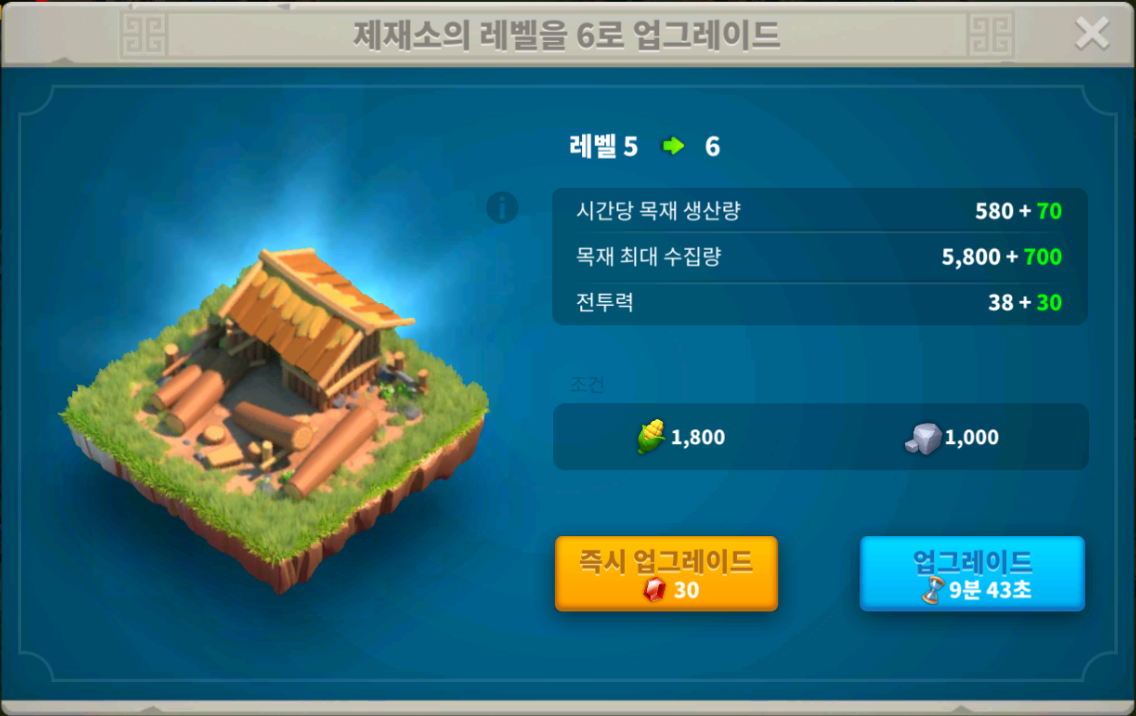 제재소의 레벨을 6로 업그레이드
레벨 5 6
시간당 목재 생산량 580 + 70
목재 최대 수집량 5,800 + 700
전투력 38 + 30
조건
1,800 1,000
즉시 업그레이드
30
업그레이드
9분 43초